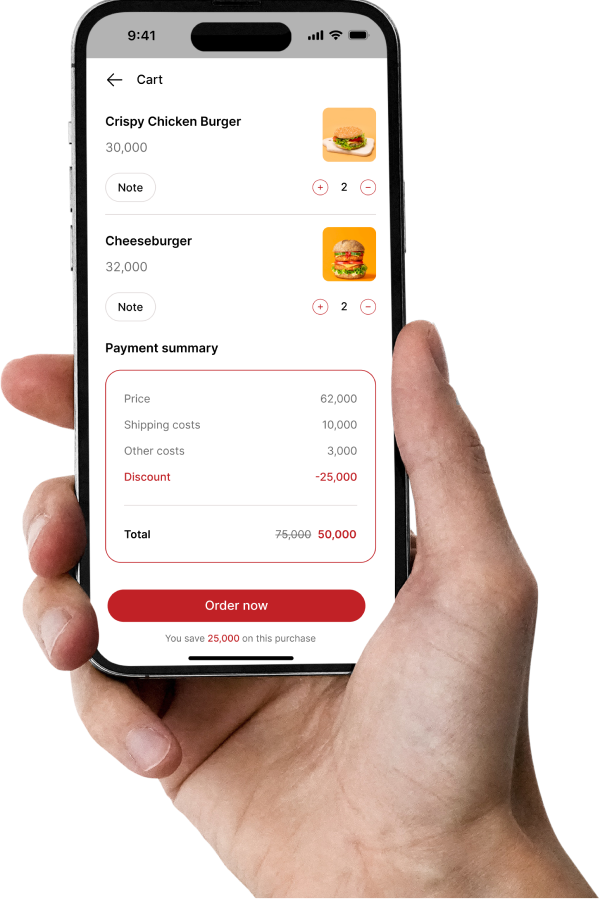 9:41
Cart
Crispy Chicken Burger
30,000
Note
+ 2 −
Cheeseburger
32,000
Note
+ 2 −
Payment summary
Price 62,000
Shipping costs 10,000
Other costs 3,000
Discount -25,000
Total 75,000 50,000
Order now
You save 25,000 on this purchase